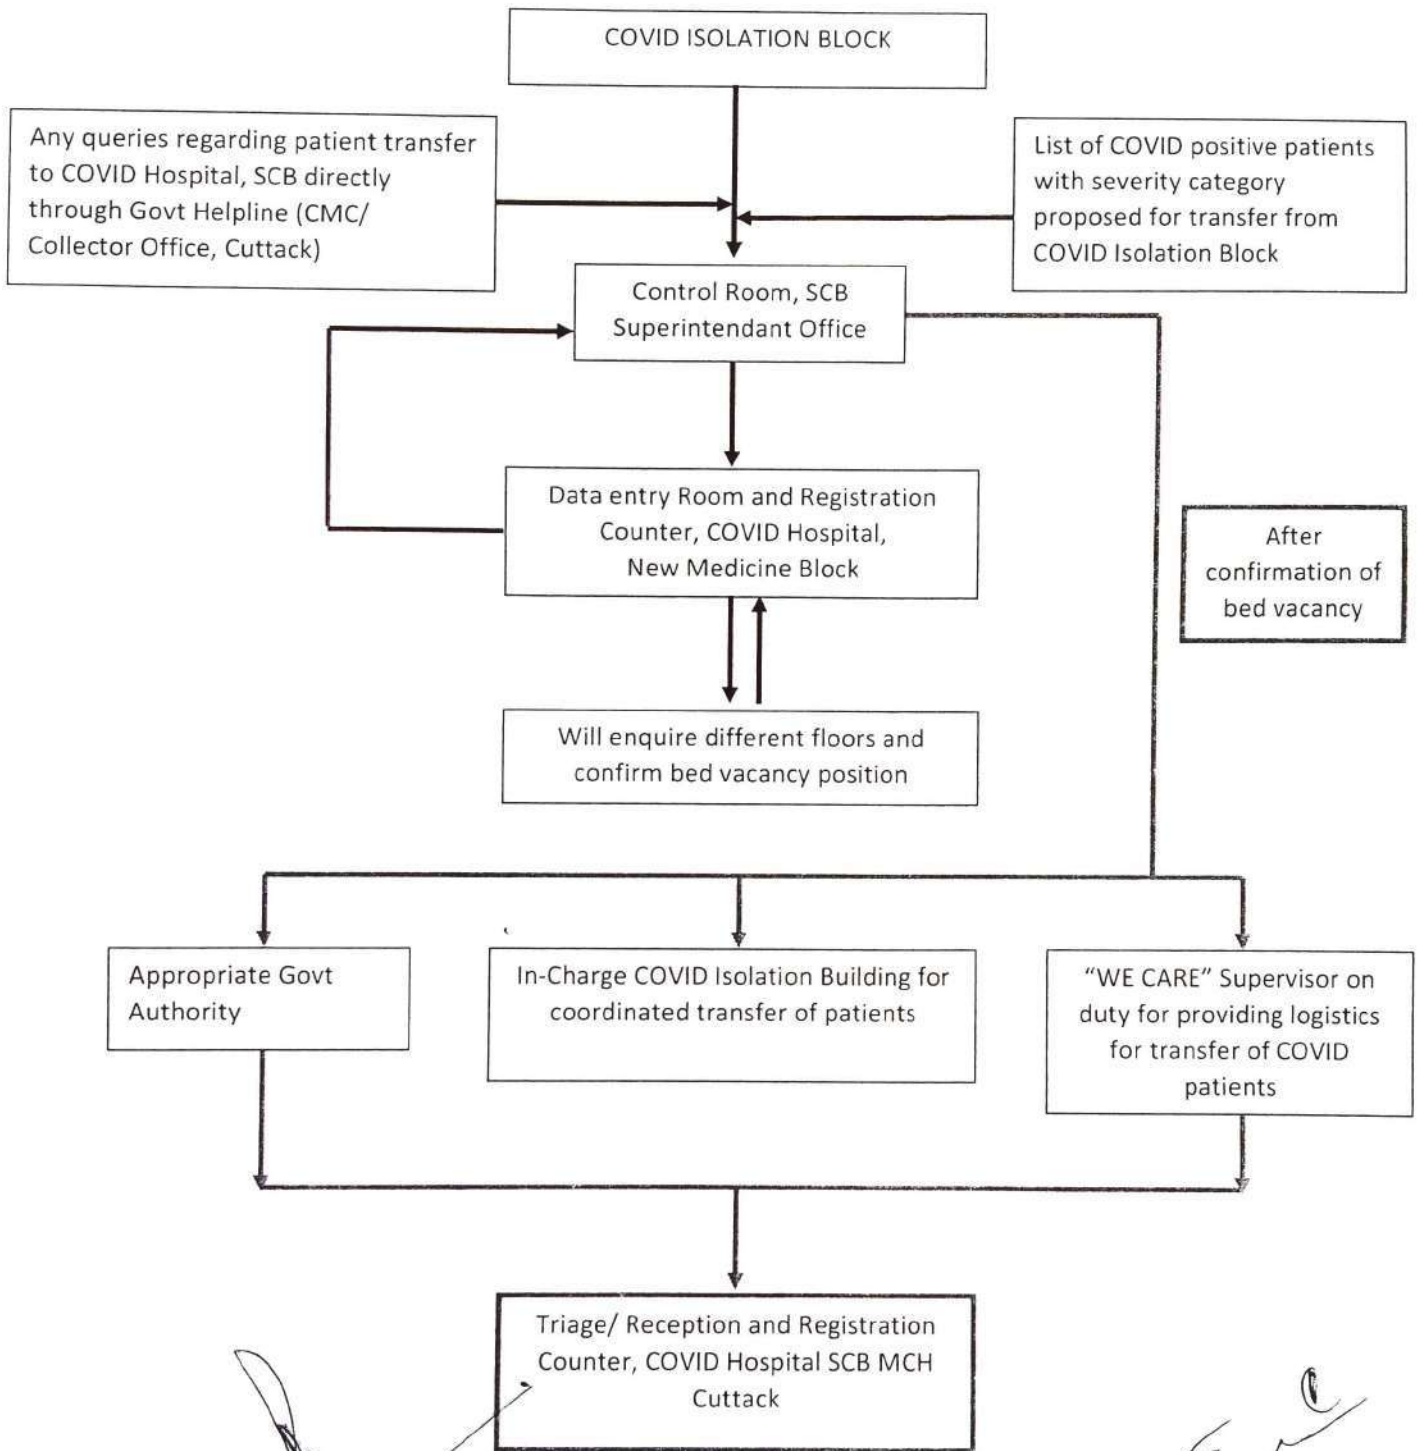 COVID ISOLATION BLOCK
Any queries regarding patient transfer
to COVID Hospital, SCB directly
through Govt Helpline (CMC/
Collector Office, Cuttack)
List of COVID positive patients
with severity category
proposed for transfer from
COVID Isolation Block
Control Room, SCB
Superintendant Office
Data entry Room and Registration
Counter, COVID Hospital,
New Medicine Block
After
confirmation of
bed vacancy
Will enquire different floors and
confirm bed vacancy position
Appropriate Govt
Authority
In-Charge COVID Isolation Building for
coordinated transfer of patients
“WE CARE” Supervisor on
duty for providing logistics
for transfer of COVID
patients
Triage/ Reception and Registration
Counter, COVID Hospital SCB MCH
Cuttack